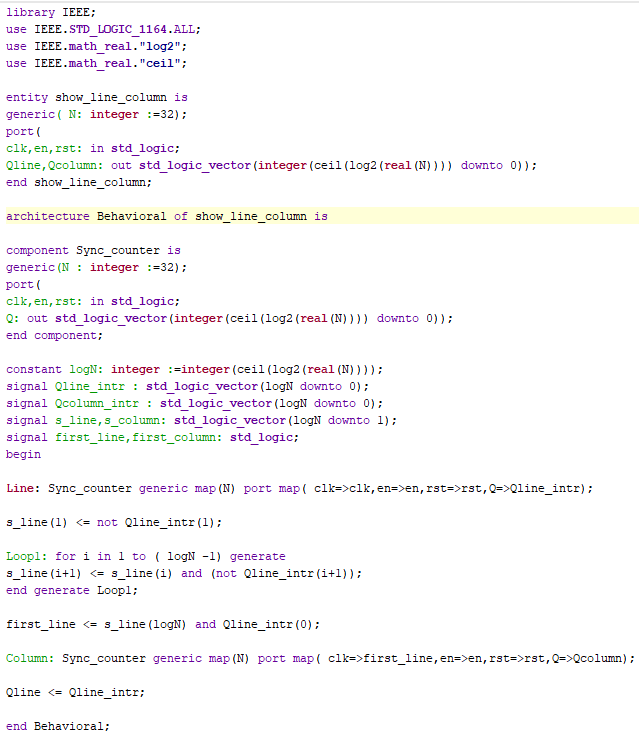 library IEEE;
use IEEE.STD_LOGIC_1164.ALL;
use IEEE.math_real."log2";
use IEEE.math_real."ceil";
entity show_line_column is
generic( N: integer :=32);
port(
clk,en,rst: in std_logic;
Qline,Qcolumn: out std_logic_vector(integer(ceil(log2(real(N)))) downto 0));
end show_line_column;
architecture Behavioral of show_line_column is
component Sync_counter is
generic(N : integer :=32);
port(
clk,en,rst: in std_logic;
Q: out std_logic_vector(integer(ceil(log2(real(N)))) downto 0));
end component;
constant logN: integer :=integer(ceil(log2(real(N))));
signal Qline_intr : std_logic_vector(logN downto 0);
signal Qcolumn_intr : std_logic_vector(logN downto 0);
signal s_line,s_column: std_logic_vector(logN downto 1);
signal first_line,first_column: std_logic;
begin
Line: Sync_counter generic map(N) port map( clk=>clk,en=>en,rst=>rst,Q=>Qline_intr);
s_line(1) <= not Qline_intr(1);
Loop1: for i in 1 to ( logN -1) generate
s_line(i+1) <= s_line(i) and (not Qline_intr(i+1));
end generate Loop1;
first_line <= s_line(logN) and Qline_intr(0);
Column: Sync_counter generic map(N) port map( clk=>first_line,en=>en,rst=>rst,Q=>Qcolumn);
Qline <= Qline_intr;
end Behavioral;